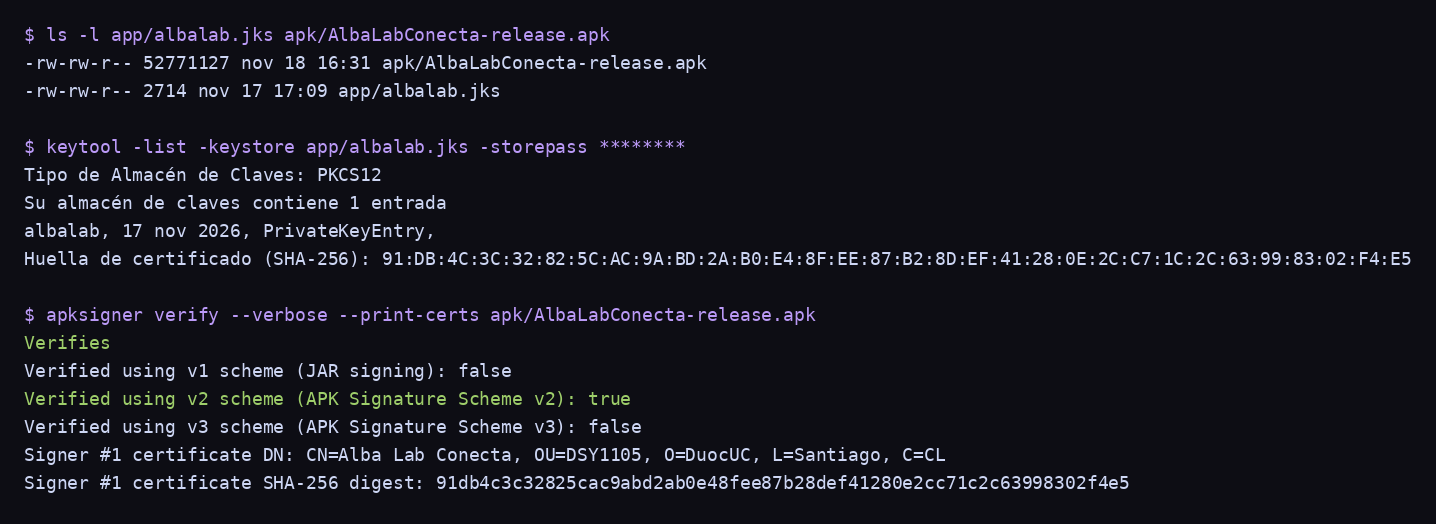 $ ls -l app/albalab.jks apk/AlbaLabConecta-release.apk
-rw-rw-r-- 52771127 nov 18 16:31 apk/AlbaLabConecta-release.apk
-rw-rw-r-- 2714 nov 17 17:09 app/albalab.jks
$ keytool -list -keystore app/albalab.jks -storepass ********
Tipo de Almacén de Claves: PKCS12
Su almacén de claves contiene 1 entrada
albalab, 17 nov 2026, PrivateKeyEntry,
Huella de certificado (SHA-256): 91:DB:4C:3C:32:82:5C:AC:9A:BD:2A:B0:E4:8F:EE:87:B2:8D:EF:41:28:0E:2C:C7:1C:2C:63:99:83:02:F4:E5
$ apksigner verify --verbose --print-certs apk/AlbaLabConecta-release.apk
Verifies
Verified using v1 scheme (JAR signing): false
Verified using v2 scheme (APK Signature Scheme v2): true
Verified using v3 scheme (APK Signature Scheme v3): false
Signer #1 certificate DN: CN=Alba Lab Conecta, OU=DSY1105, O=DuocUC, L=Santiago, C=CL
Signer #1 certificate SHA-256 digest: 91db4c3c32825cac9abd2ab0e48fee87b28def41280e2cc71c2c63998302f4e5